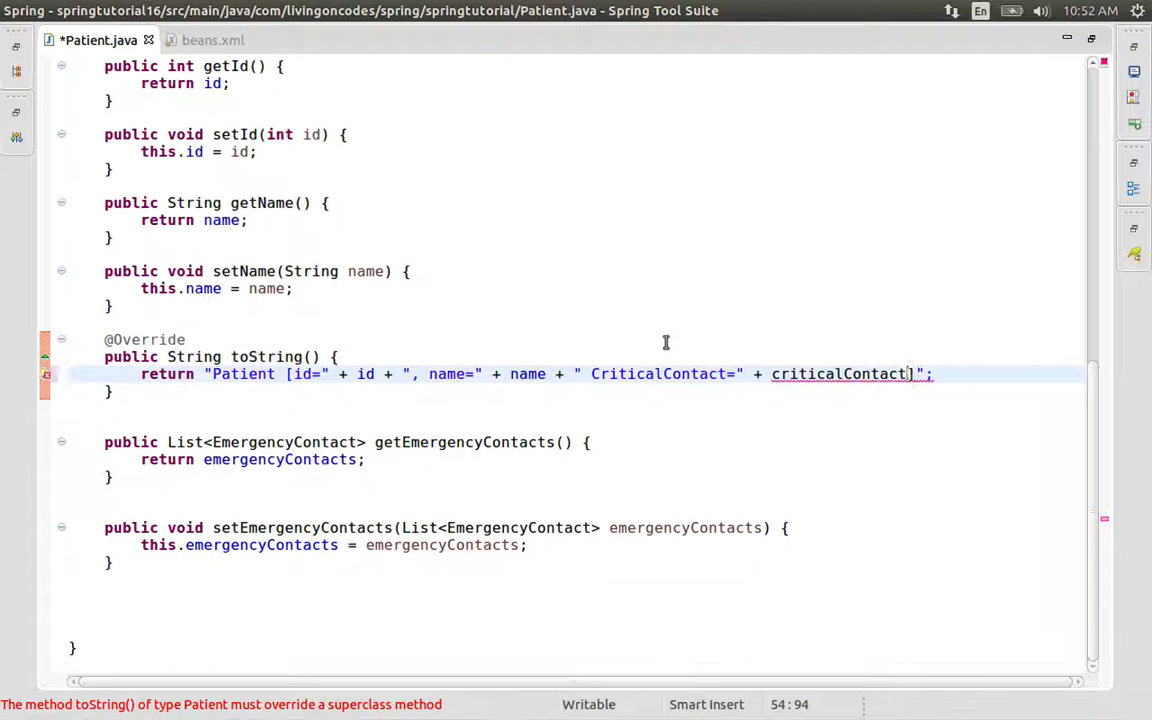 Spring - springtutorial16/src/main/java/com/livingoncodes/spring/springtutorial/Patient.java - Spring Tool Suite
En
10:52 AM
*Patient.java
beans.xml
public int getId() {
return id;
}
public void setId(int id) {
this.id = id;
}
public String getName() {
return name;
}
public void setName(String name) {
this.name = name;
}
@Override
public String toString() {
return "Patient [id=" + id + ", name=" + name + " CriticalContact=" + criticalContact]";
}
public List<EmergencyContact> getEmergencyContacts() {
return emergencyContacts;
}
public void setEmergencyContacts(List<EmergencyContact> emergencyContacts) {
this.emergencyContacts = emergencyContacts;
}
}
The method toString() of type Patient must override a superclass method
Writable
Smart Insert
54 : 94